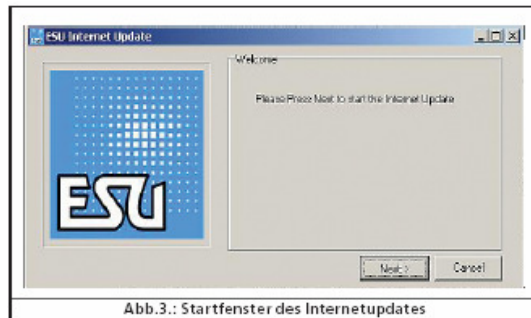 ESU Internet Update
Welcome
Please Press Next to start the Internet Update
ESU
Next >
Cancel
Abb.3.: Startfenster des Internetupdates